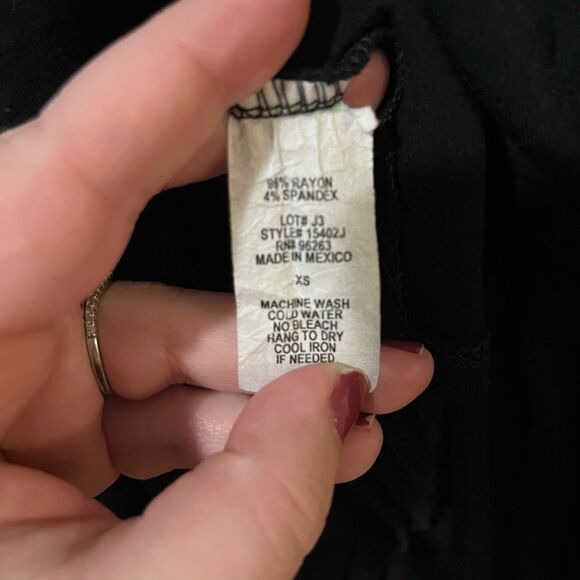 96% RAYON
4% SPANDEX
LOT# J3
STYLE# 15402J
RN# 96263
MADE IN MEXICO
XS
MACHINE WASH
COLD WATER
NO BLEACH
HANG TO DRY
COOL IRON
IF NEEDED